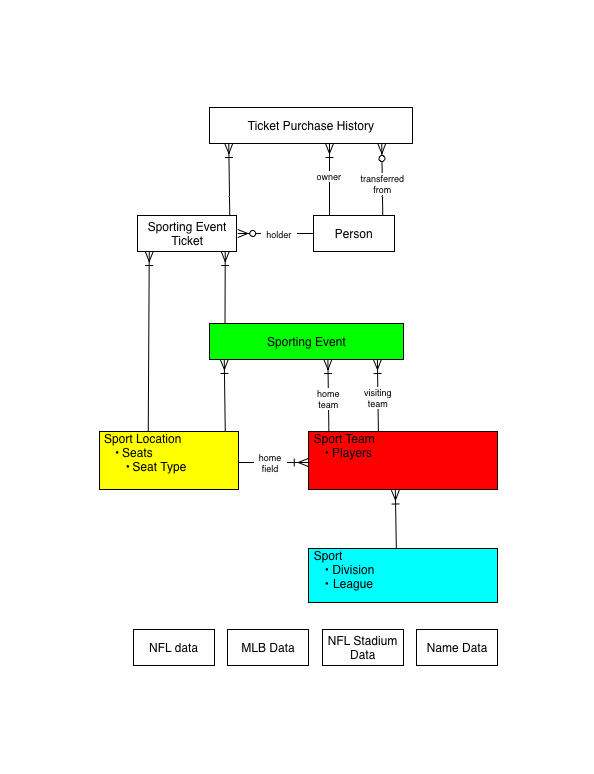 Ticket Purchase History
owner
transferred
from
Sporting Event
Ticket
holder
Person
Sporting Event
home
team
visiting
team
Sport Location
• Seats
• Seat Type
home
field
Sport Team
• Players
Sport
• Division
• League
NFL data
MLB Data
NFL Stadium
Data
Name Data